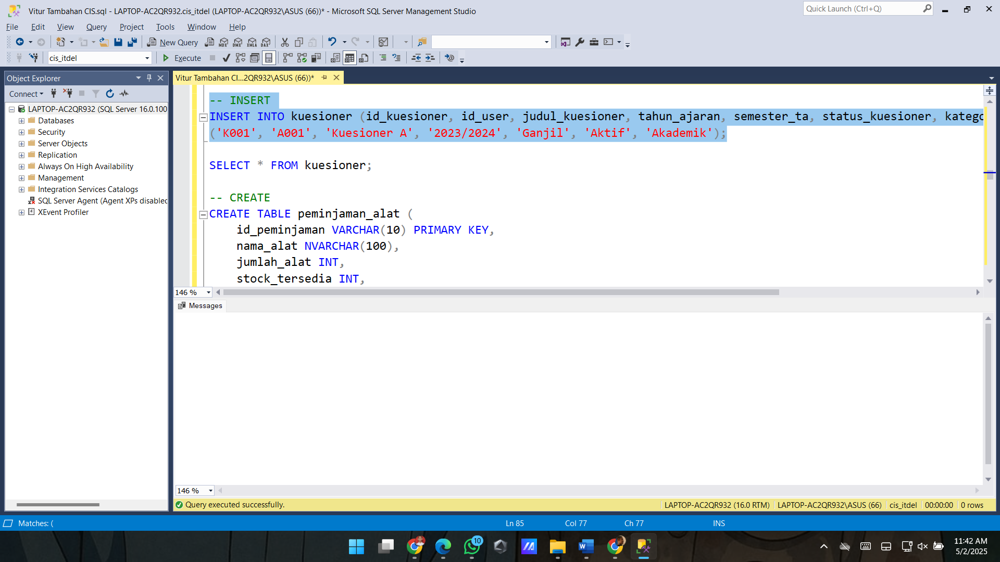 Vitur Tambahan CIS.sql - LAPTOP-AC2QR932.cis_itdel (LAPTOP-AC2QR932\ASUS (66))* - Microsoft SQL Server Management Studio
Quick Launch (Ctrl+Q)
File Edit View Query Project Tools Window Help
New Query MDX DMX XMLA DAX
cis_itdel Execute
Object Explorer
Vitur Tambahan CI...2QR932\ASUS (66))*
Connect
LAPTOP-AC2QR932 (SQL Server 16.0.100
Databases
Security
Server Objects
Replication
Always On High Availability
Management
Integration Services Catalogs
SQL Server Agent (Agent XPs disabled
XEvent Profiler
-- INSERT
INSERT INTO kuesioner (id_kuesioner, id_user, judul_kuesioner, tahun_ajaran, semester_ta, status_kuesioner, katego
('K001', 'A001', 'Kuesioner A', '2023/2024', 'Ganjil', 'Aktif', 'Akademik');
SELECT * FROM kuesioner;
-- CREATE
CREATE TABLE peminjaman_alat (
id_peminjaman VARCHAR(10) PRIMARY KEY,
nama_alat NVARCHAR(100),
jumlah_alat INT,
stock_tersedia INT,
146 %
Messages
146 %
Query executed successfully.
LAPTOP-AC2QR932 (16.0 RTM) LAPTOP-AC2QR932\ASUS (66) cis_itdel 00:00:00 0 rows
Matches: (
Ln 85 Col 77 Ch 77 INS
10
11:42 AM
5/2/2025